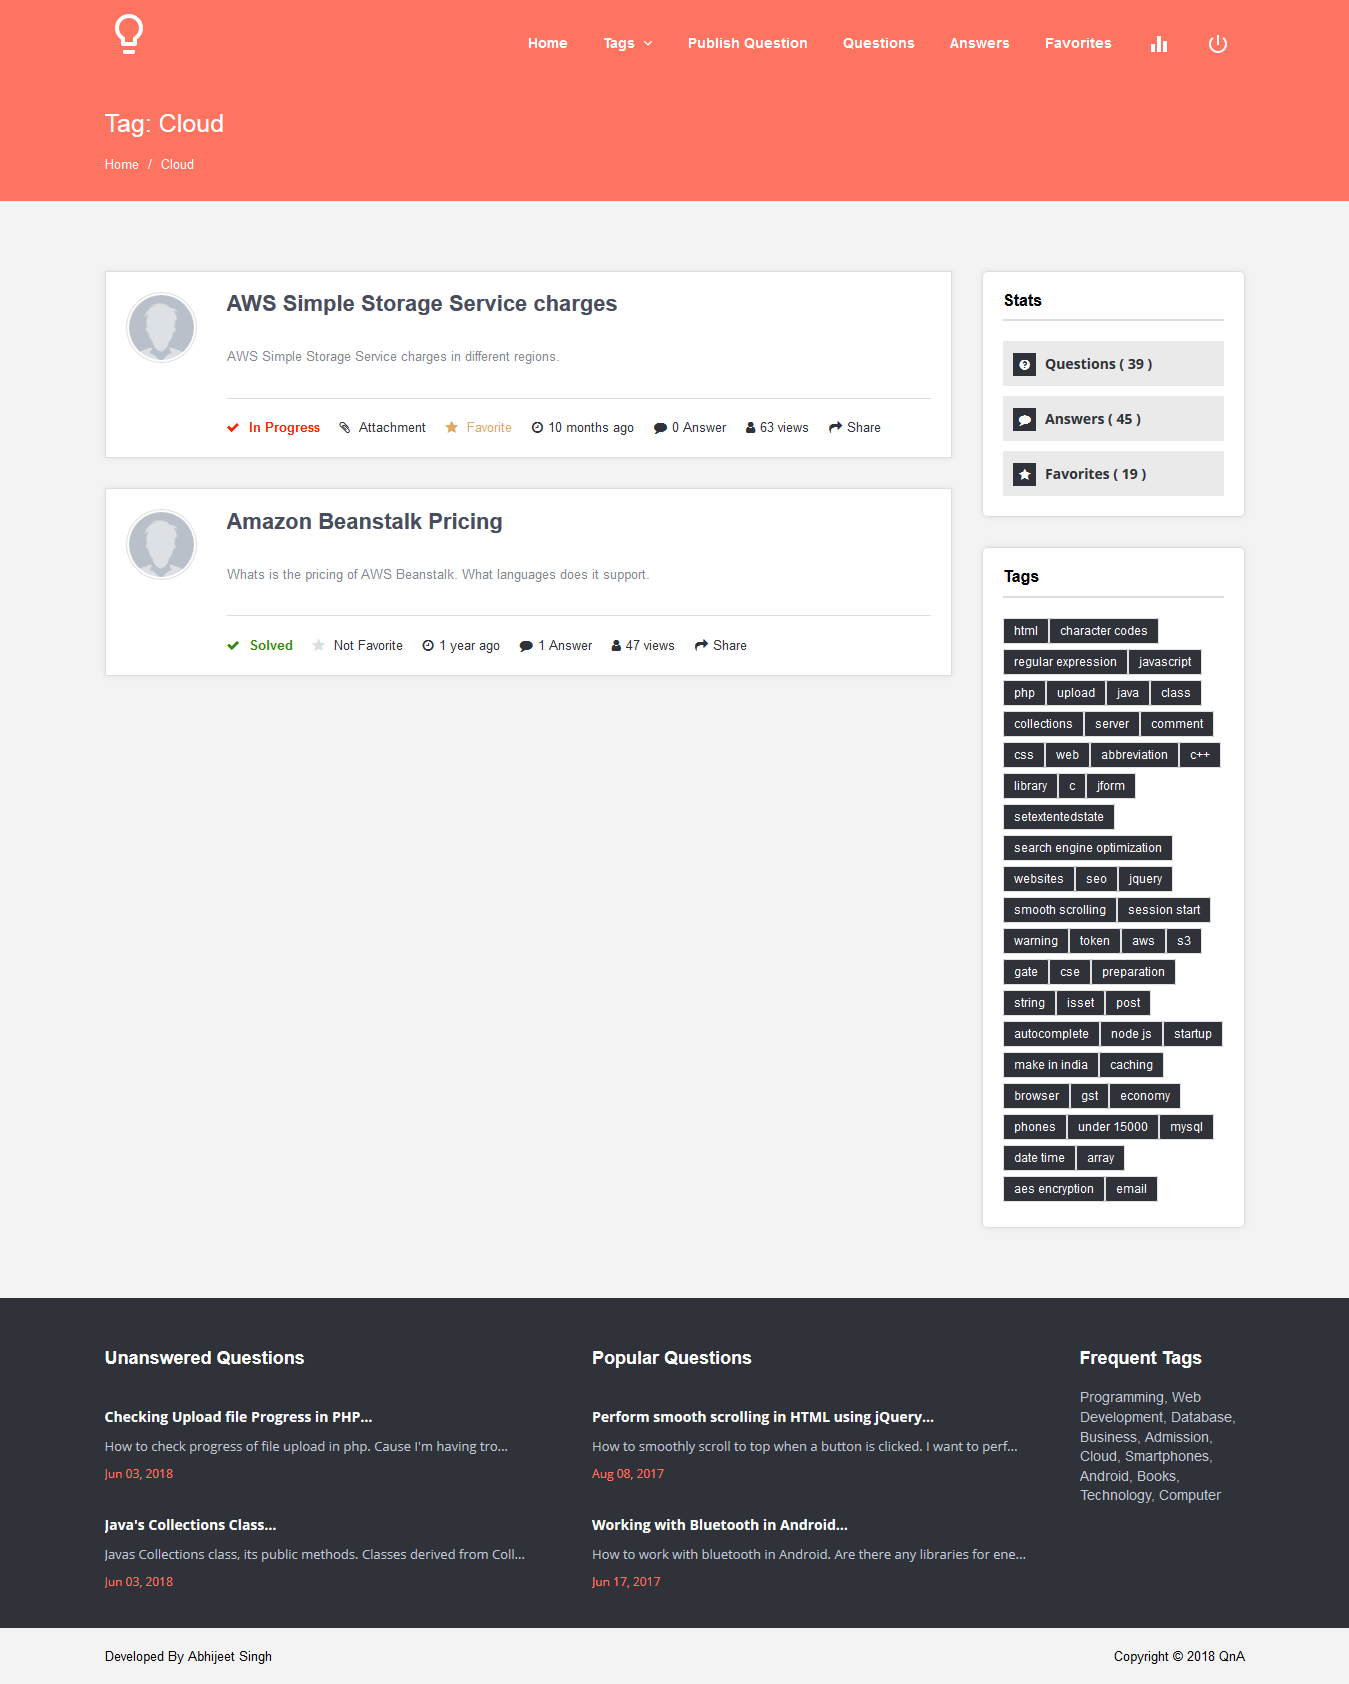 Home Tags Publish Question Questions Answers Favorites
Tag: Cloud
Home / Cloud
AWS Simple Storage Service charges
AWS Simple Storage Service charges in different regions.
In Progress Attachment Favorite 10 months ago 0 Answer 63 views Share
Amazon Beanstalk Pricing
Whats is the pricing of AWS Beanstalk. What languages does it support.
Solved Not Favorite 1 year ago 1 Answer 47 views Share
Stats
Questions ( 39 )
Answers ( 45 )
Favorites ( 19 )
Tags
html character codes
regular expression javascript
php upload java class
collections server comment
css web abbreviation c++
library c jform
setextentedstate
search engine optimization
websites seo jquery
smooth scrolling session start
warning token aws s3
gate cse preparation
string isset post
autocomplete node js startup
make in india caching
browser gst economy
phones under 15000 mysql
date time array
aes encryption email
Unanswered Questions
Checking Upload file Progress in PHP...
How to check progress of file upload in php. Cause I'm having tro...
Jun 03, 2018
Java's Collections Class...
Javas Collections class, its public methods. Classes derived from Coll...
Jun 03, 2018
Popular Questions
Perform smooth scrolling in HTML using jQuery...
How to smoothly scroll to top when a button is clicked. I want to perf...
Aug 08, 2017
Working with Bluetooth in Android...
How to work with bluetooth in Android. Are there any libraries for ene...
Jun 17, 2017
Frequent Tags
Programming, Web
Development, Database,
Business, Admission,
Cloud, Smartphones,
Android, Books,
Technology, Computer
Developed By Abhijeet Singh
Copyright © 2018 QnA